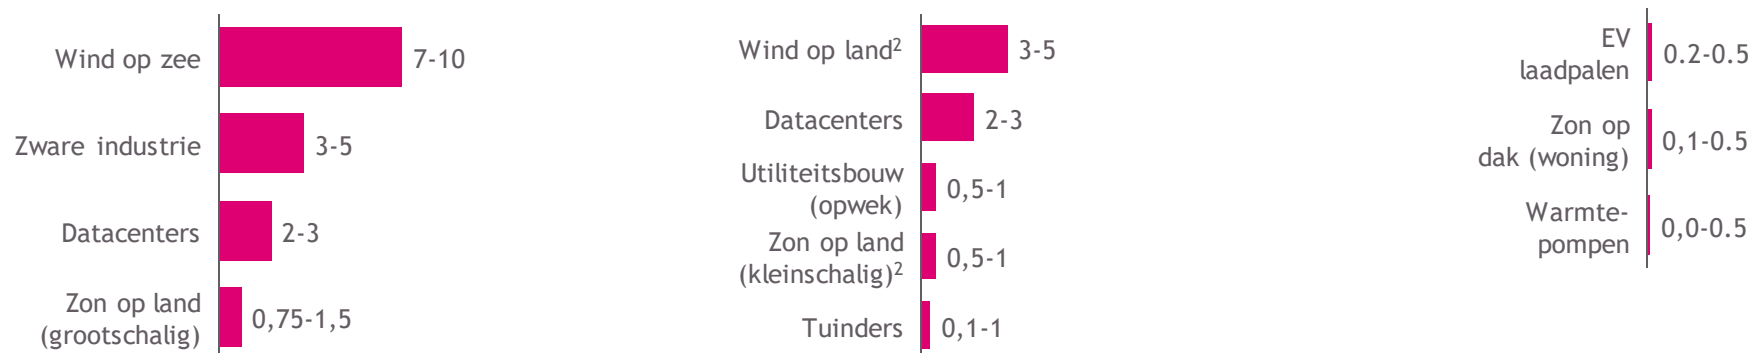 Wind op zee
7-10
Zware industrie
3-5
Datacenters
2-3
Zon op land
(grootschalig)
0,75-1,5
Wind op land²
3-5
Datacenters
2-3
Utiliteitsbouw
(opwek)
0,5-1
Zon op land
(kleinschalig)²
0,5-1
Tuinders
0,1-1
EV
laadpalen
0.2-0.5
Zon op
dak (woning)
0,1-0.5
Warmte-
pompen
0,0-0.5